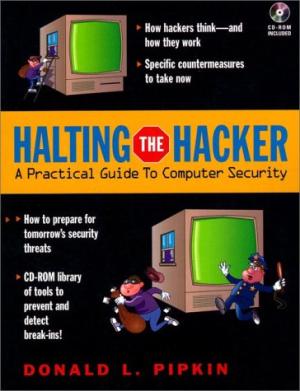 CD-ROM
INCLUDED
How hackers think—and
how they work
Specific countermeasures
to take now
HALTING THE HACKER
A Practical Guide To Computer Security
How to prepare for
tomorrow's security
threats
CD-ROM library
of tools to
prevent and
detect
break-ins!
DONALD L. PIPKIN